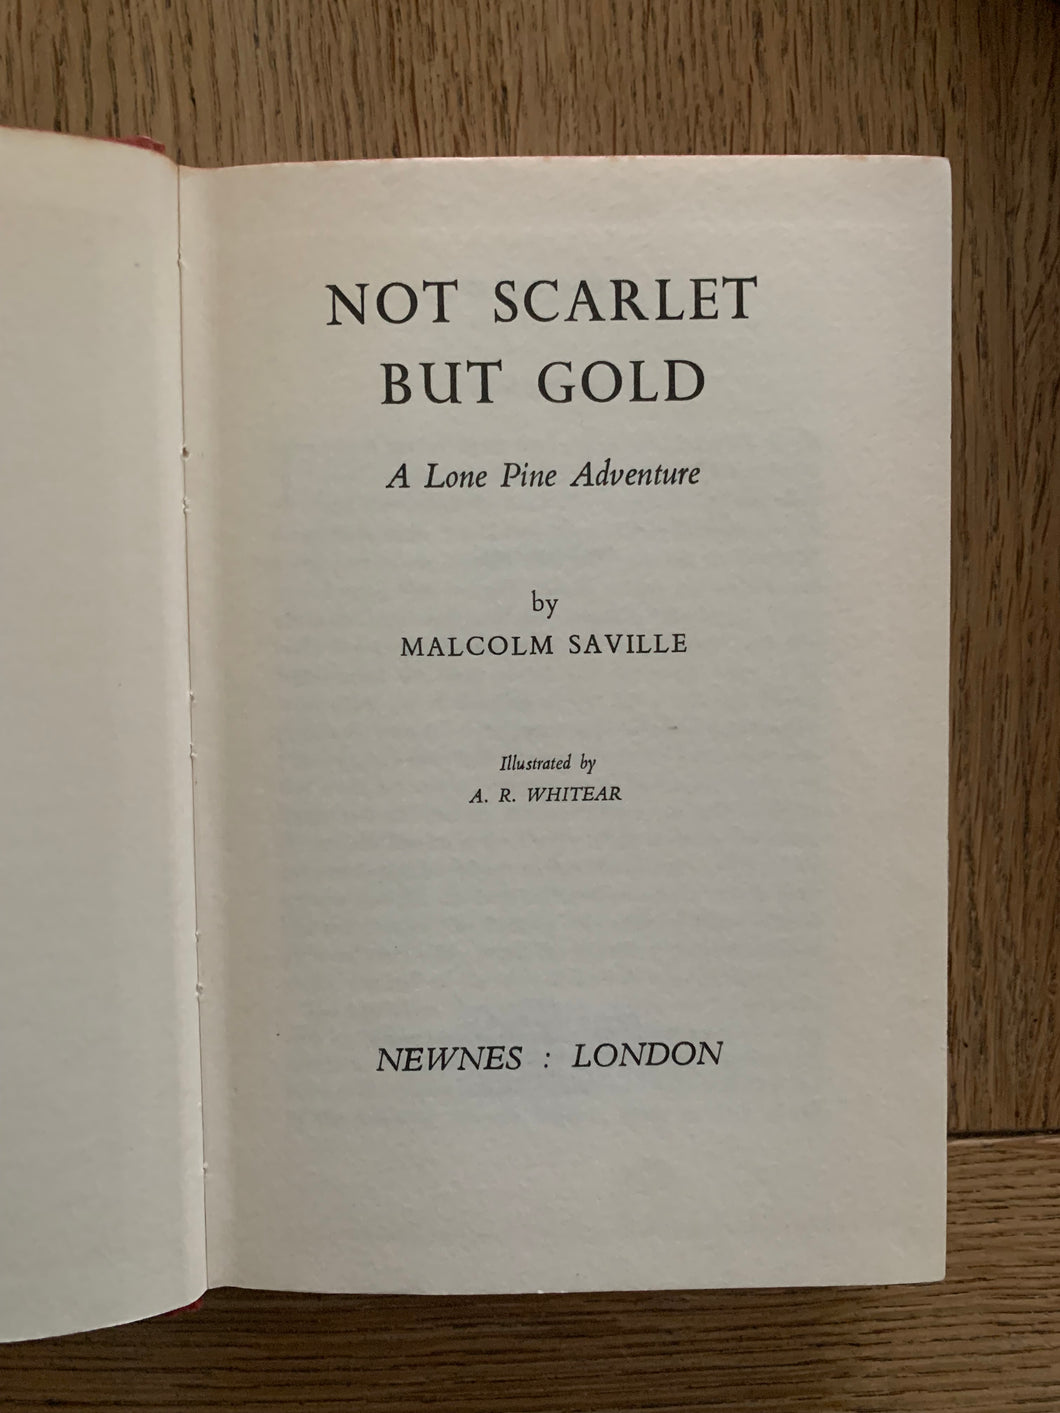 NOT SCARLET
BUT GOLD
A Lone Pine Adventure
by
MALCOLM SAVILLE
Illustrated by
A. R. WHITEAR
NEWNES : LONDON